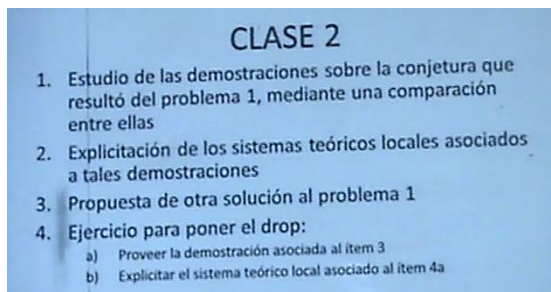 CLASE 2
1. Estudio de las demostraciones sobre la conjetura que
resultó del problema 1, mediante una comparación
entre ellas
2. Explicitación de los sistemas teóricos locales asociados
a tales demostraciones
3. Propuesta de otra solución al problema 1
4. Ejercicio para poner el drop:
a) Proveer la demostración asociada al ítem 3
b) Explicitar el sistema teórico local asociado al ítem 4a